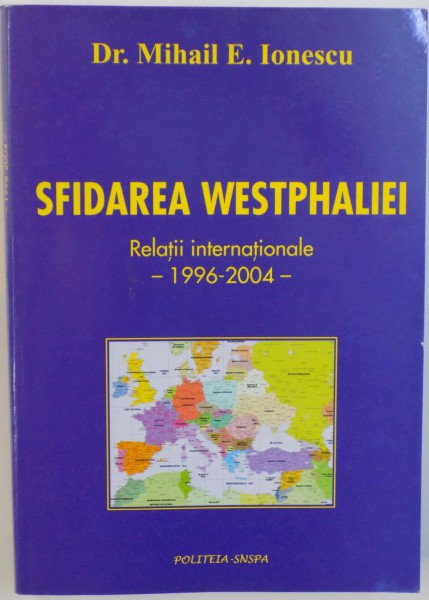 Dr. Mihail E. Ionescu
SFIDAREA WESTPHALIEI
Relații internaționale
– 1996-2004 –
POLITEIA-SNSPA